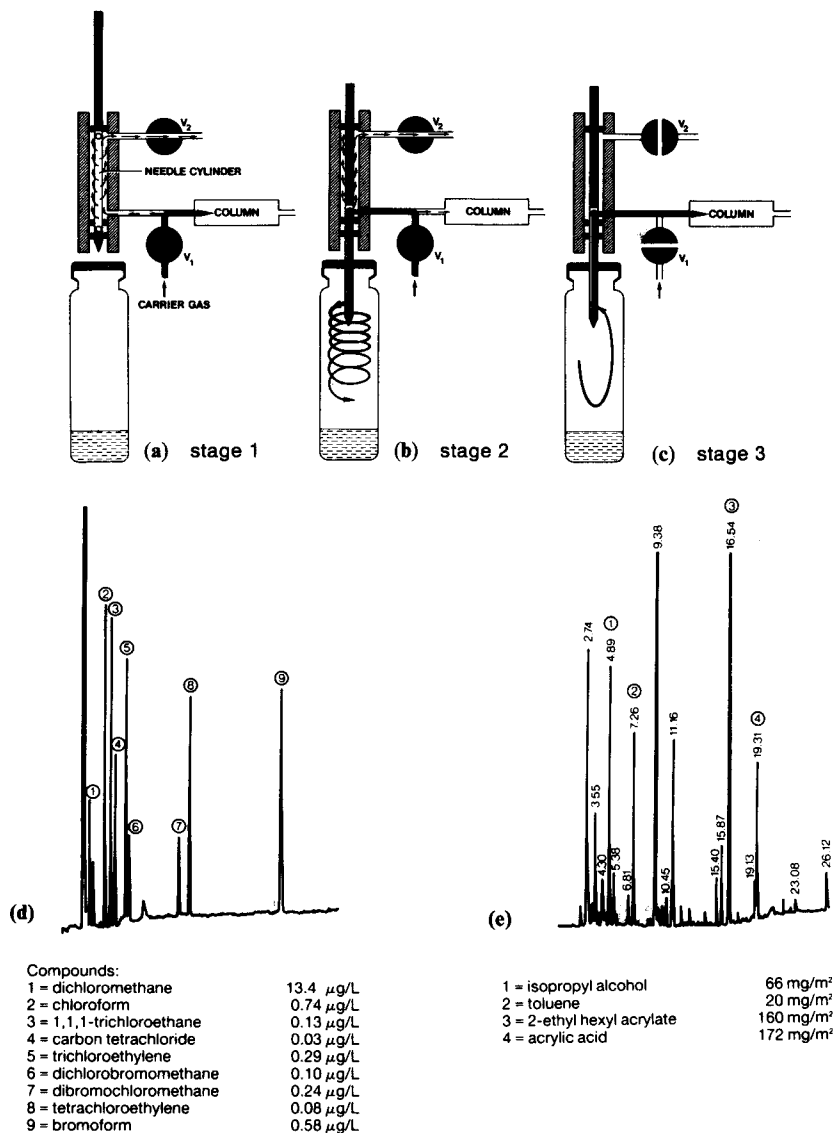 V2
V2
V2
NEEDLE CYLINDER
COLUMN
COLUMN
COLUMN
V1
V1
V1
CARRIER GAS
(a) stage 1
(b) stage 2
(c) stage 3
②
③
⑤
④
①
⑥
⑦
⑧
⑨
(d)
2.74
3.55
4.30
①
4.89
5.38
6.81
②
7.26
9.38
10.45
11.16
15.40
15.87
③
16.54
19.13
④
19.31
23.08
26.12
(e)
Compounds:
1 = dichloromethane 13.4 μg/L
2 = chloroform 0.74 μg/L
3 = 1,1,1-trichloroethane 0.13 μg/L
4 = carbon tetrachloride 0.03 μg/L
5 = trichloroethylene 0.29 μg/L
6 = dichlorobromomethane 0.10 μg/L
7 = dibromochloromethane 0.24 μg/L
8 = tetrachloroethylene 0.08 μg/L
9 = bromoform 0.58 μg/L
1 = isopropyl alcohol 66 mg/m²
2 = toluene 20 mg/m²
3 = 2-ethyl hexyl acrylate 160 mg/m²
4 = acrylic acid 172 mg/m²